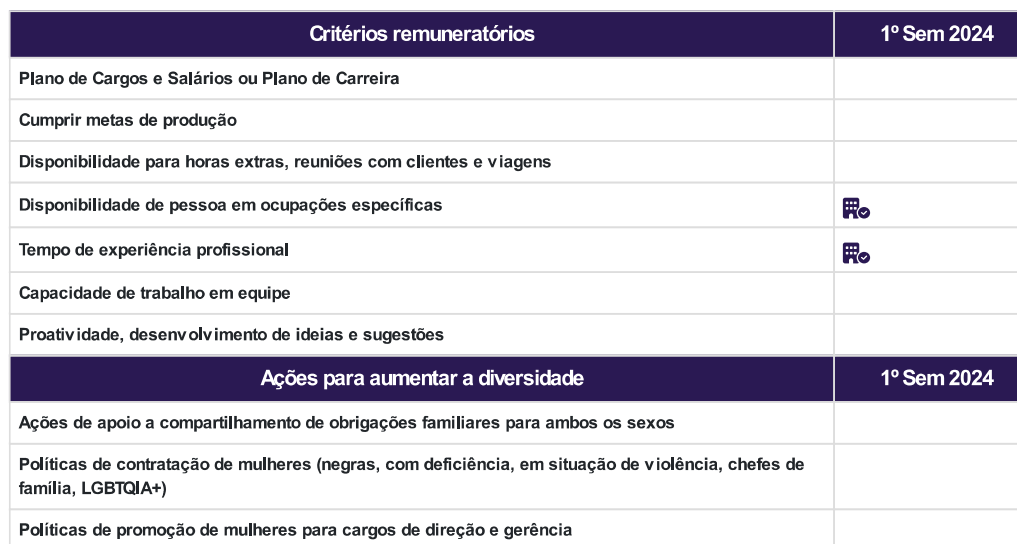 Critérios remuneratórios 1º Sem 2024
Plano de Cargos e Salários ou Plano de Carreira
Cumprir metas de produção
Disponibilidade para horas extras, reuniões com clientes e viagens
Disponibilidade de pessoa em ocupações específicas
Tempo de experiência profissional
Capacidade de trabalho em equipe
Proatividade, desenvolvimento de ideias e sugestões
Ações para aumentar a diversidade 1º Sem 2024
Ações de apoio a compartilhamento de obrigações familiares para ambos os sexos
Políticas de contratação de mulheres (negras, com deficiência, em situação de violência, chefes de
família, LGBTQIA+)
Políticas de promoção de mulheres para cargos de direção e gerência